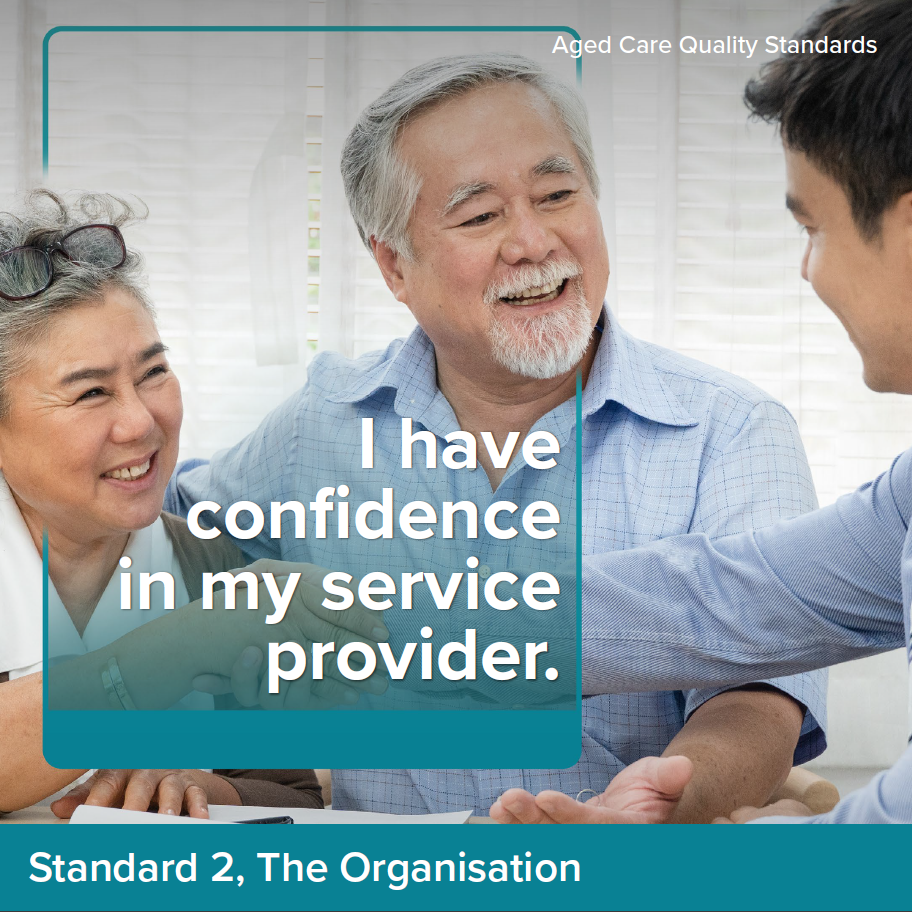 Aged Care Quality Standards
I have
confidence
in my service
provider.
Standard 2, The Organisation